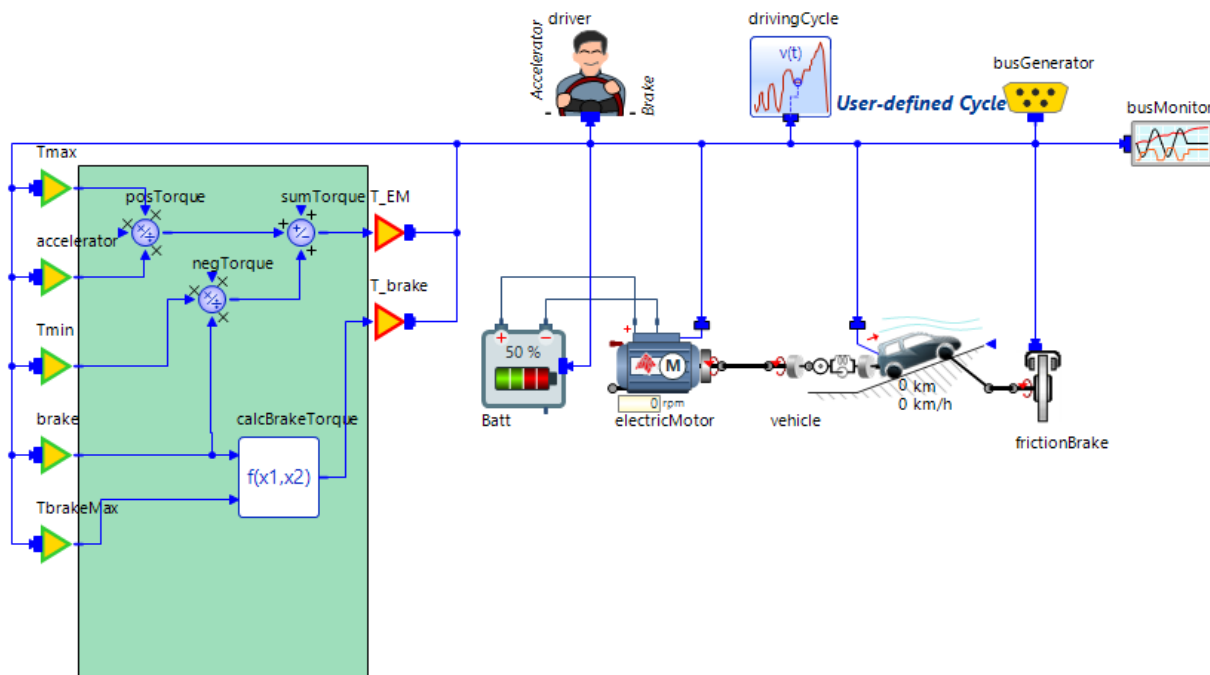 driver
drivingCycle
Accelerator
Brake
v(t)
User-defined Cycle
busGenerator
busMonitor
Tmax
posTorque
sumTorque
T_EM
accelerator
negTorque
T_brake
Tmin
50 %
M
0 rpm
0 km
0 km/h
Batt
electricMotor
vehicle
frictionBrake
brake
calcBrakeTorque
f(x1,x2)
TbrakeMax